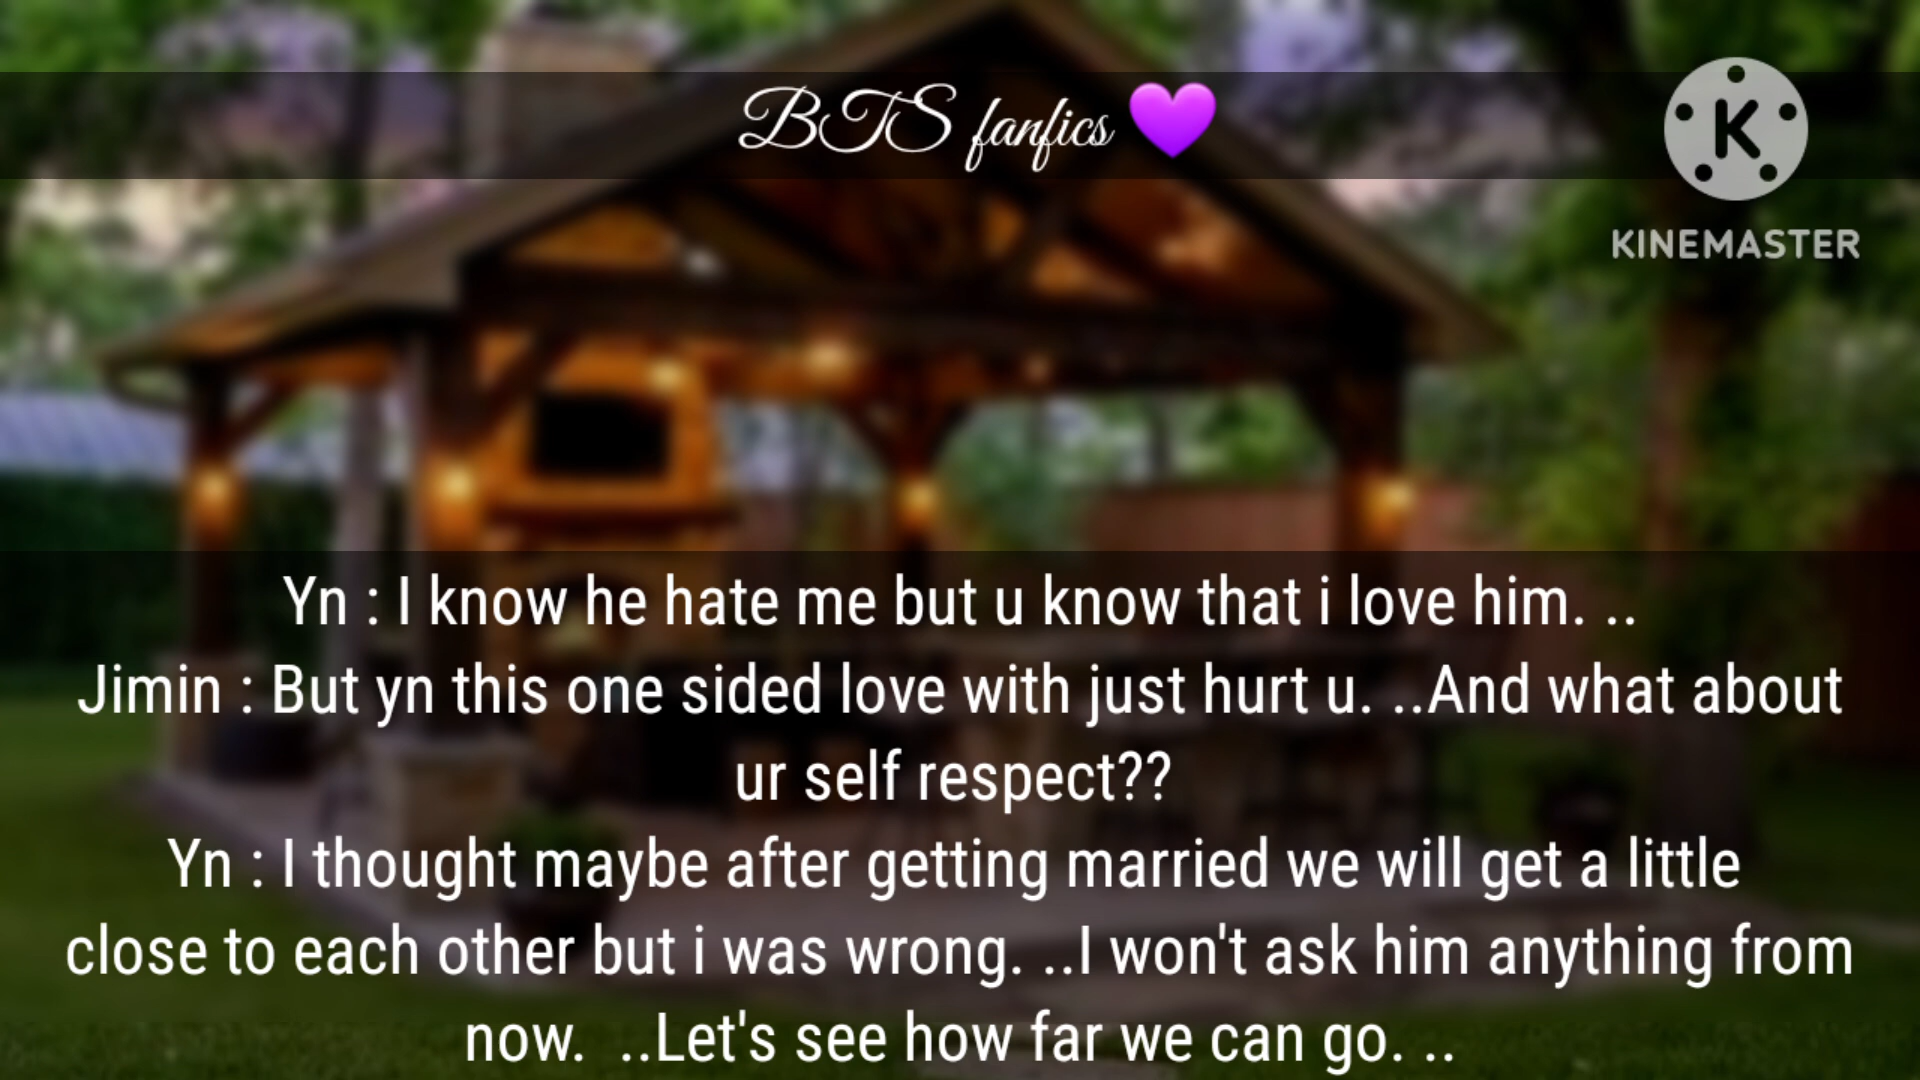 BTS fanfics 💜
K
KINEMASTER
Yn : I know he hate me but u know that i love him. ..
Jimin : But yn this one sided love with just hurt u. ..And what about
ur self respect??
Yn : I thought maybe after getting married we will get a little
close to each other but i was wrong. ..I won't ask him anything from
now.  ..Let's see how far we can go. ..